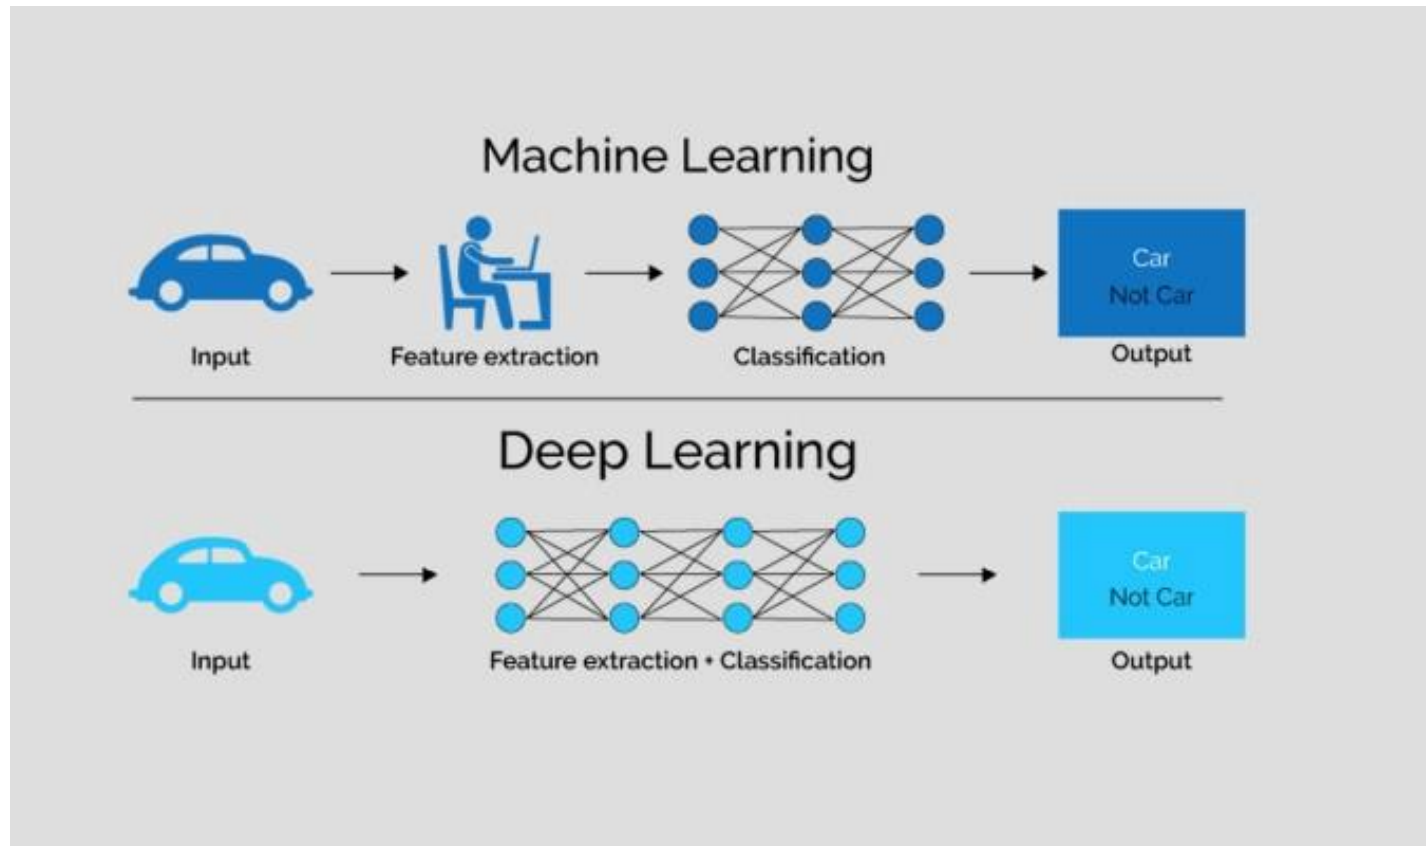 Machine Learning
Car
Not Car
Input
Feature extraction
Classification
Output
Deep Learning
Car
Not Car
Input
Feature extraction + Classification
Output